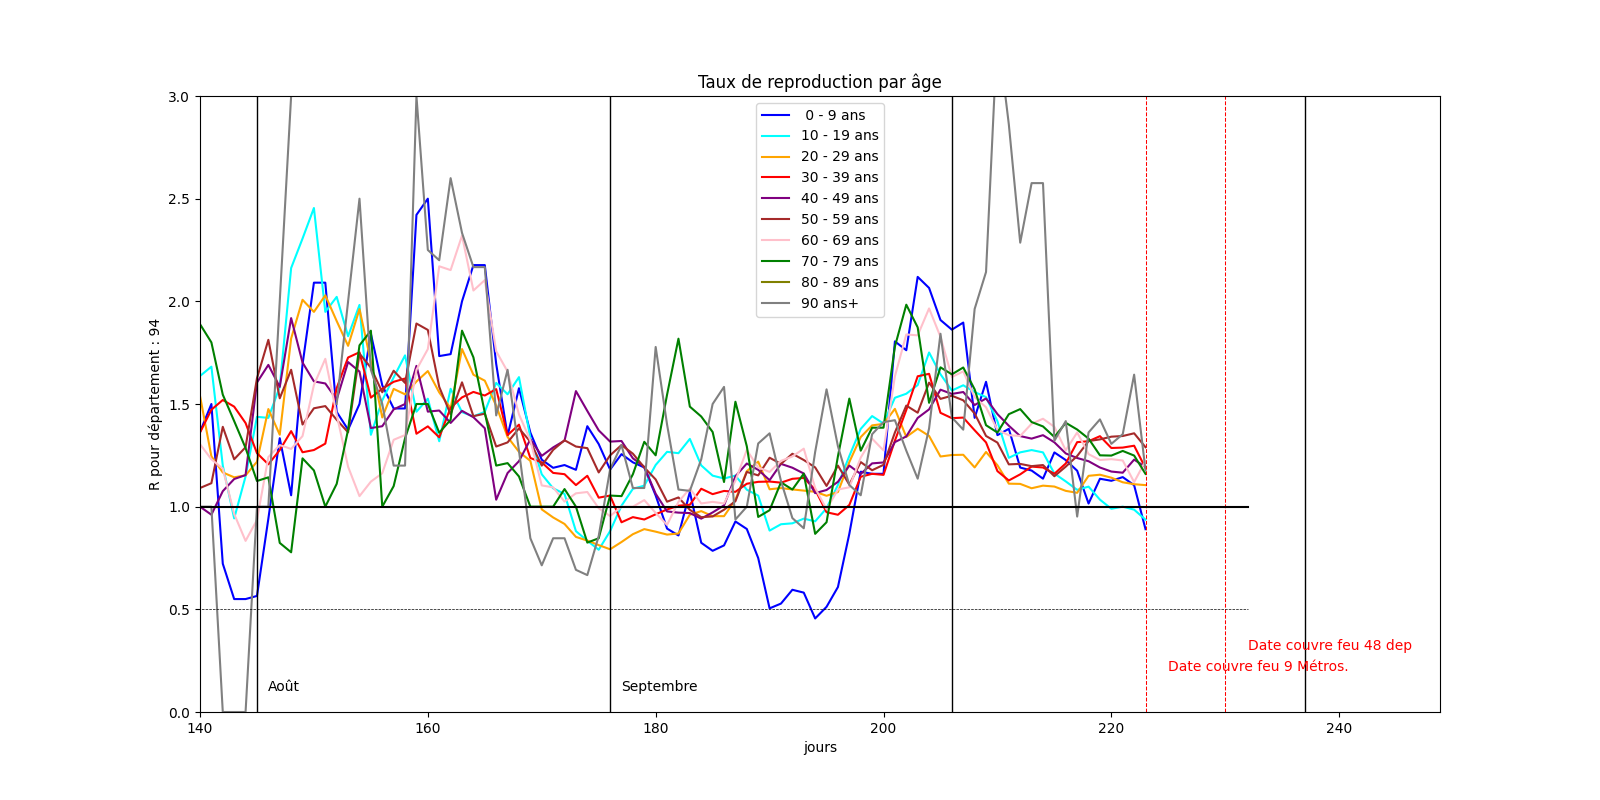 Taux de reproduction par âge
R pour département : 94
3.0
2.5
2.0
1.5
1.0
0.5
0.0
0 - 9 ans
10 - 19 ans
20 - 29 ans
30 - 39 ans
40 - 49 ans
50 - 59 ans
60 - 69 ans
70 - 79 ans
80 - 89 ans
90 ans+
Date couvre feu 48 dep
Date couvre feu 9 Métros.
Août
Septembre
140
160
180
200
220
240
jours